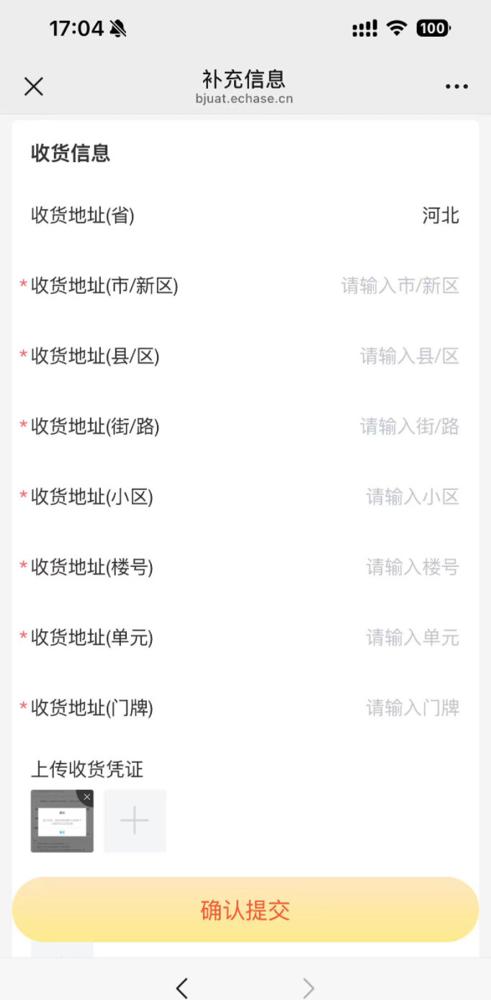 17:04
100
补充信息
bjuat.echase.cn
收货信息
收货地址(省) 河北
*收货地址(市/新区) 请输入市/新区
*收货地址(县/区) 请输入县/区
*收货地址(街/路) 请输入街/路
*收货地址(小区) 请输入小区
*收货地址(楼号) 请输入楼号
*收货地址(单元) 请输入单元
*收货地址(门牌) 请输入门牌
上传收货凭证
确认提交